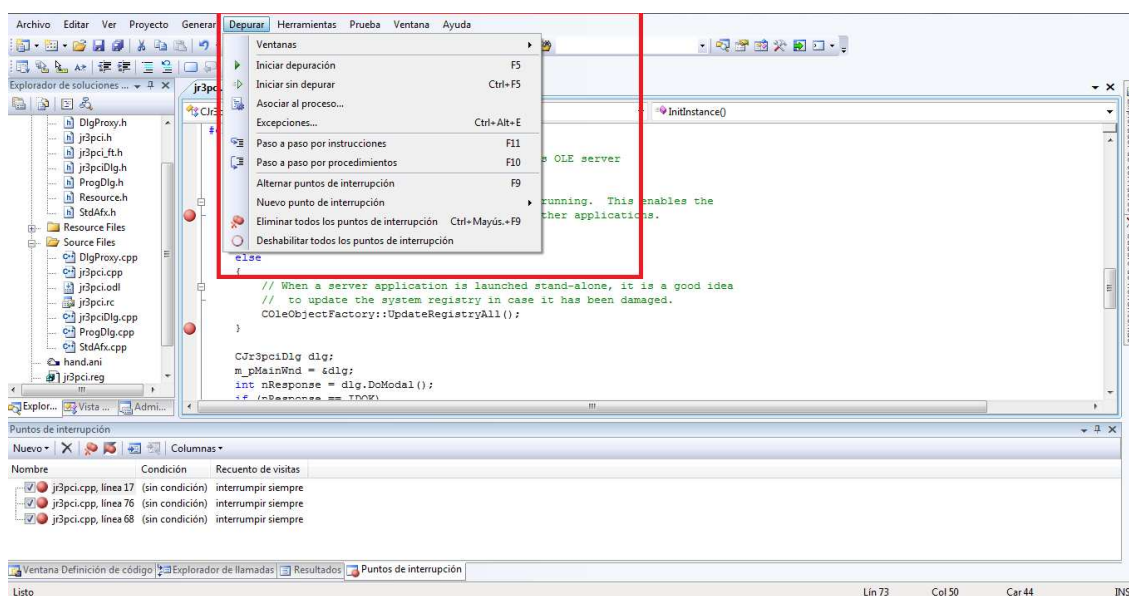 Archivo Editar Ver Proyecto Generar Depurar Herramientas Prueba Ventana Ayuda
Ventanas
Iniciar depuración F5
Iniciar sin depurar Ctrl+F5
Asociar al proceso...
Excepciones... Ctrl+Alt+E
Paso a paso por instrucciones F11
Paso a paso por procedimientos F10
Alternar puntos de interrupción F9
Nuevo punto de interrupción
Eliminar todos los puntos de interrupción Ctrl+Mayús.+F9
Deshabilitar todos los puntos de interrupción
Explorador de soluciones ...
DlgProxy.h
jr3pci.h
jr3pci_ft.h
jr3pciDlg.h
ProgDlg.h
Resource.h
StdAfx.h
Resource Files
Source Files
DlgProxy.cpp
jr3pci.cpp
jr3pci.odl
jr3pci.rc
jr3pciDlg.cpp
ProgDlg.cpp
StdAfx.cpp
hand.ani
jr3pci.reg
Explor... Vista ... Admi...
InitInstance()
OLE server
running. This enables the
ther applications.
else
{
// When a server application is launched stand-alone, it is a good idea
// to update the system registry in case it has been damaged.
COleObjectFactory::UpdateRegistryAll();
}
CJr3pciDlg dlg;
m_pMainWnd = &dlg;
int nResponse = dlg.DoModal();
if (nResponse == IDOK)
Puntos de interrupción
Nuevo Columnas
Nombre Condición Recuento de visitas
jr3pci.cpp, línea 17 (sin condición) interrumpir siempre
jr3pci.cpp, línea 76 (sin condición) interrumpir siempre
jr3pci.cpp, línea 68 (sin condición) interrumpir siempre
Ventana Definición de código Explorador de llamadas Resultados Puntos de interrupción
Listo Lín 73 Col 50 Car 44 INS